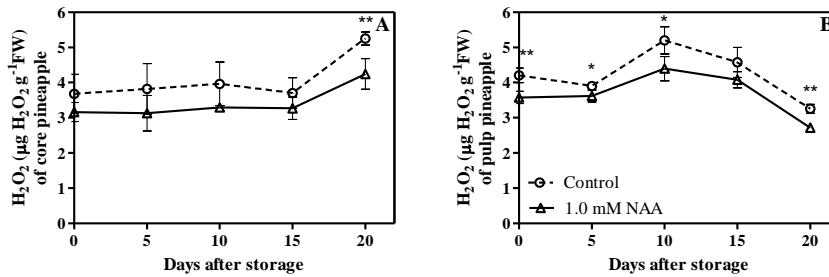 A
**
H₂O₂ (µg H₂O₂ g⁻¹FW)
of core pineapple
6
5
4
3
2
1
0
0 5 10 15 20
Days after storage
B
** * * **
H₂O₂ (µg H₂O₂ g⁻¹FW)
of pulp pineapple
6
5
4
3
2
1
0
Control
1.0 mM NAA
0 5 10 15 20
Days after storage